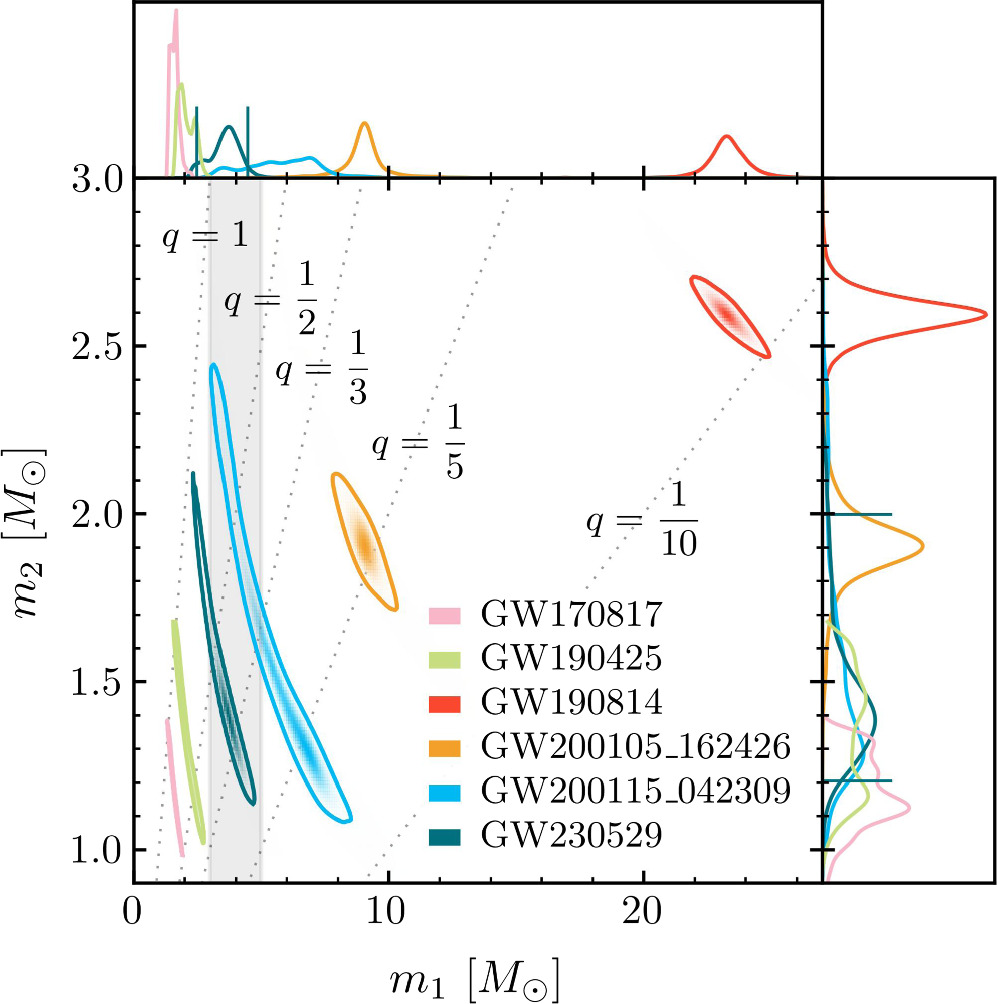 3.0
q = 1
q = 1/2
2.5
q = 1/3
q = 1/5
2.0
q = 1/10
m₂ [M⊙]
GW170817
GW190425
1.5
GW190814
GW200105_162426
GW200115_042309
GW230529
1.0
0 10 20
m₁ [M⊙]